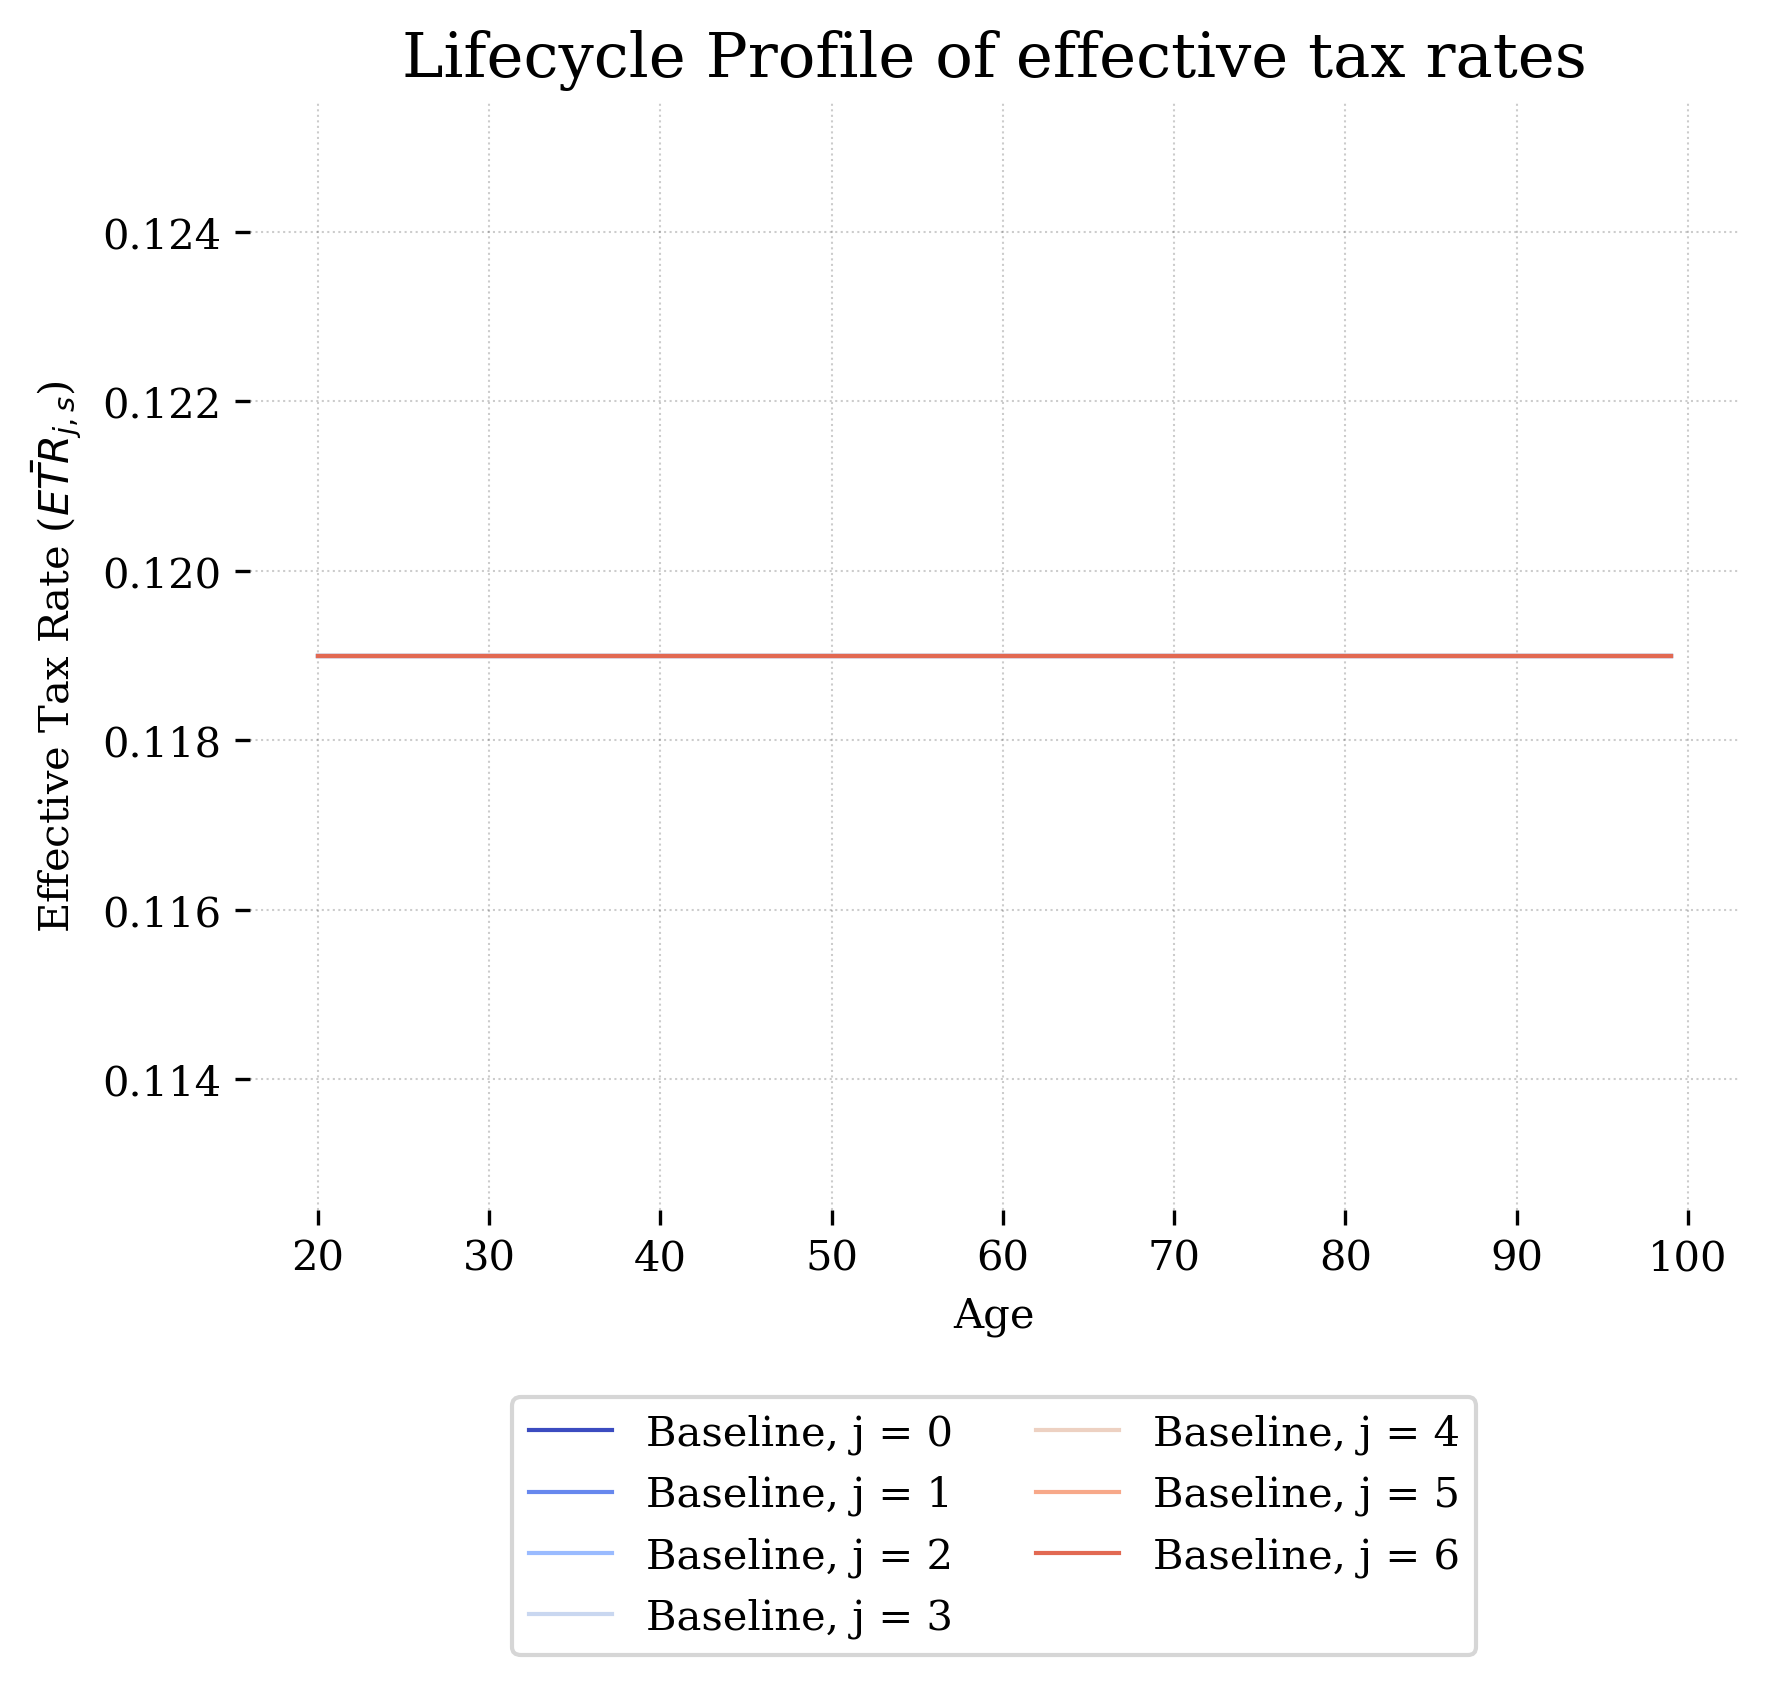 Lifecycle Profile of effective tax rates
Effective Tax Rate ($\bar{ETR}_{j,s}$)
0.124
0.122
0.120
0.118
0.116
0.114
20 30 40 50 60 70 80 90 100
Age
Baseline, j = 0
Baseline, j = 1
Baseline, j = 2
Baseline, j = 3
Baseline, j = 4
Baseline, j = 5
Baseline, j = 6